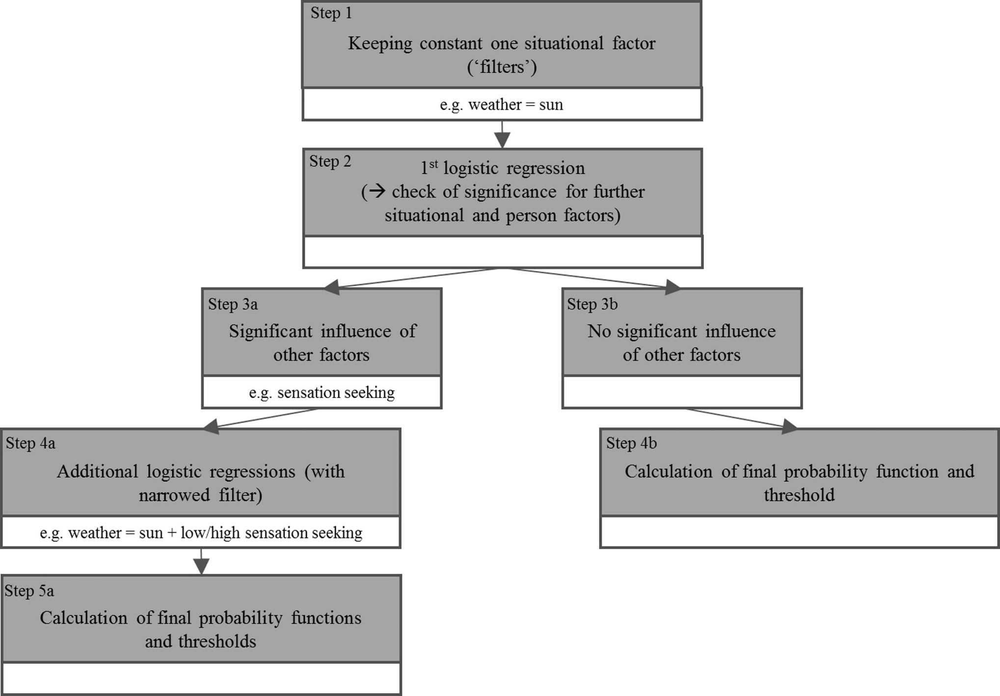 Step 1
Keeping constant one situational factor
(‘filters’)
e.g. weather = sun
Step 2
1st logistic regression
(→ check of significance for further
situational and person factors)
Step 3a
Significant influence of
other factors
e.g. sensation seeking
Step 3b
No significant influence
of other factors
Step 4a
Additional logistic regressions (with
narrowed filter)
e.g. weather = sun + low/high sensation seeking
Step 4b
Calculation of final probability function and
threshold
Step 5a
Calculation of final probability functions
and thresholds